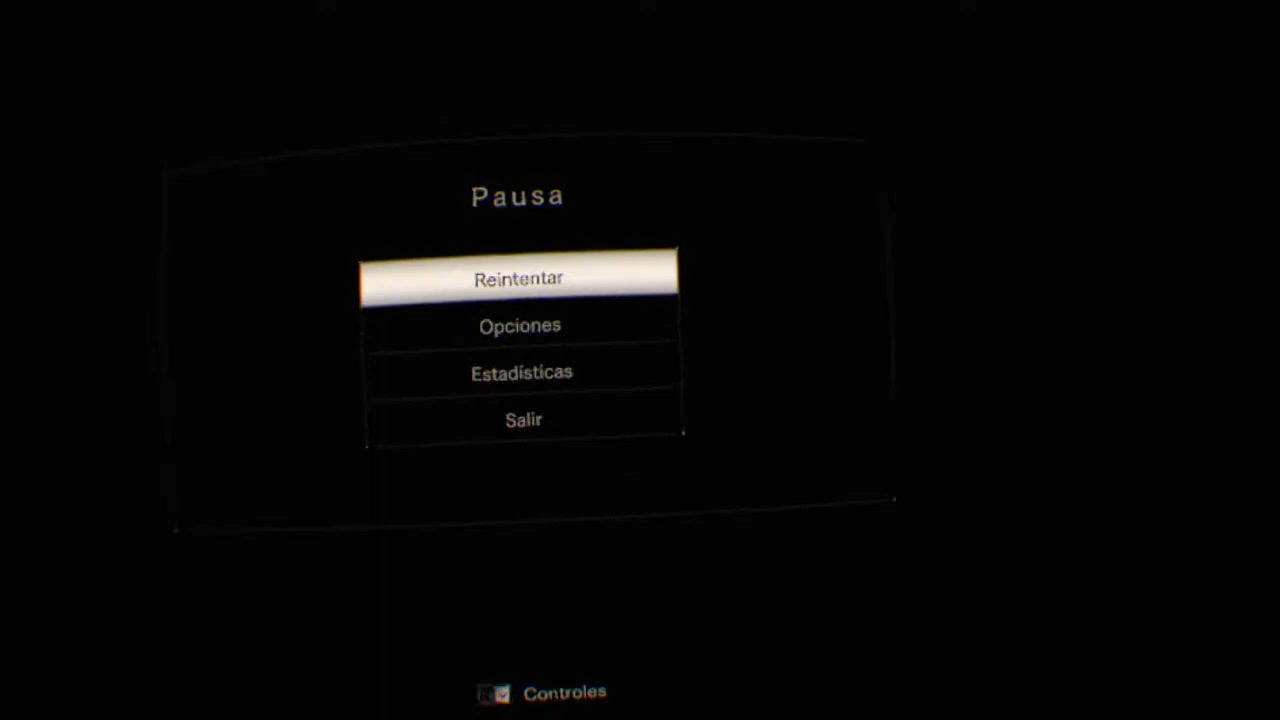 Pausa
Reintentar
Opciones
Estadísticas
Salir
Controles